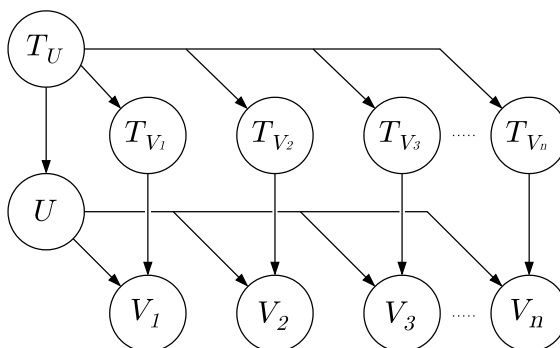 T_U
T_{V_1} T_{V_2} T_{V_3} ..... T_{V_n}
U
V_1 V_2 V_3 ..... V_n